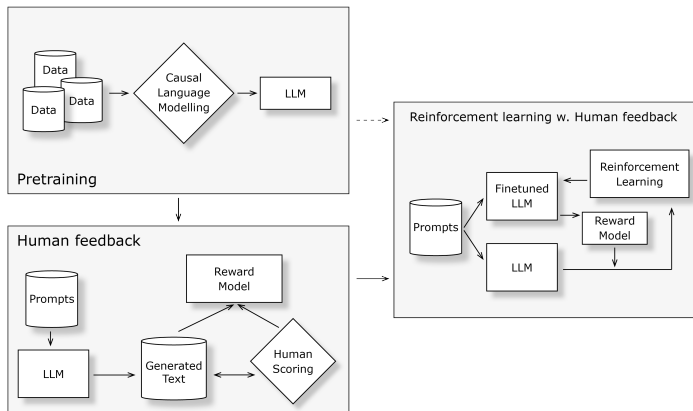 Data
Data
Data
Causal
Language
Modelling
LLM
Pretraining
Human feedback
Prompts
LLM
Generated
Text
Reward
Model
Human
Scoring
Reinforcement learning w. Human feedback
Prompts
Finetuned
LLM
Reinforcement
Learning
Reward
Model
LLM